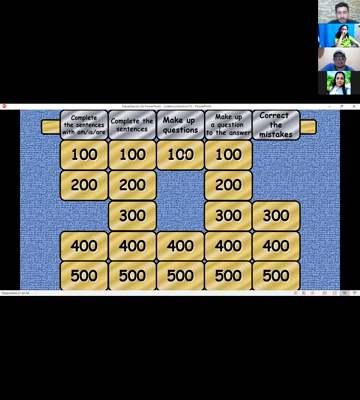 Complete
the sentences
with am/is/are
Complete the
sentences
Make up
questions
Make up
a question
to the answer
Correct
the
mistakes
100 100 100 100
200 200 200
300 300 300
400 400 400 400 400
500 500 500 500 500